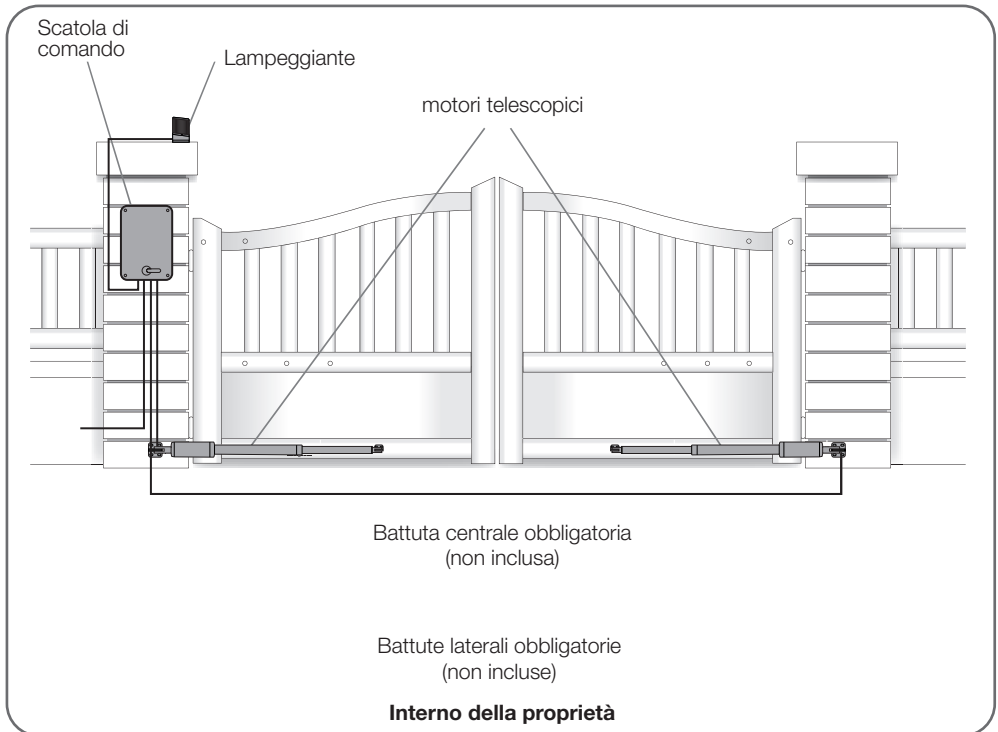 Scatola di
comando
Lampeggiante
motori telescopici
Battuta centrale obbligatoria
(non inclusa)
Battute laterali obbligatorie
(non incluse)
Interno della proprietà